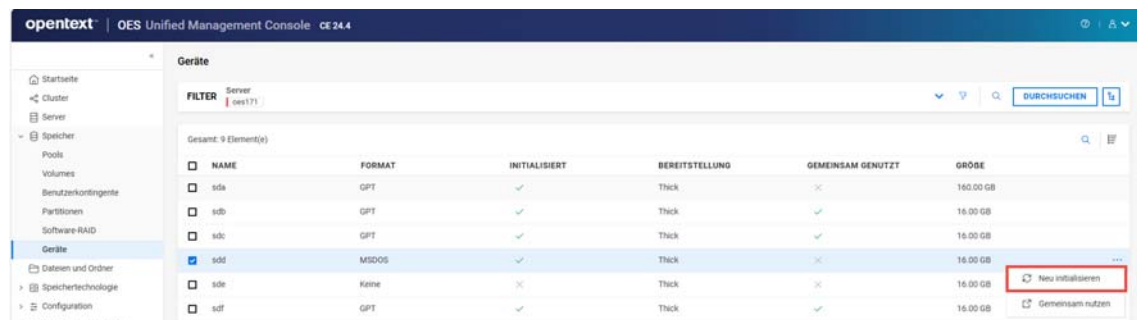 opentext™ | OES Unified Management Console CE 24.4
Startseite
Cluster
Server
Speicher
Pools
Volumes
Benutzerkontingente
Partitionen
Software-RAID
Geräte
Dateien und Ordner
Speichertechnologie
Configuration
Geräte
FILTER Server
oes171
DURCHSUCHEN
Gesamt: 9 Element(e)
NAME FORMAT INITIALISIERT BEREITSTELLUNG GEMEINSAM GENUTZT GRÖßE
sda GPT Thick 160.00 GB
sdb GPT Thick 16.00 GB
sdc GPT Thick 16.00 GB
sdd MSDOS Thick 16.00 GB
sde Keine Thick 16.00 GB
sdf GPT Thick 16.00 GB
Neu initialisieren
Gemeinsam nutzen